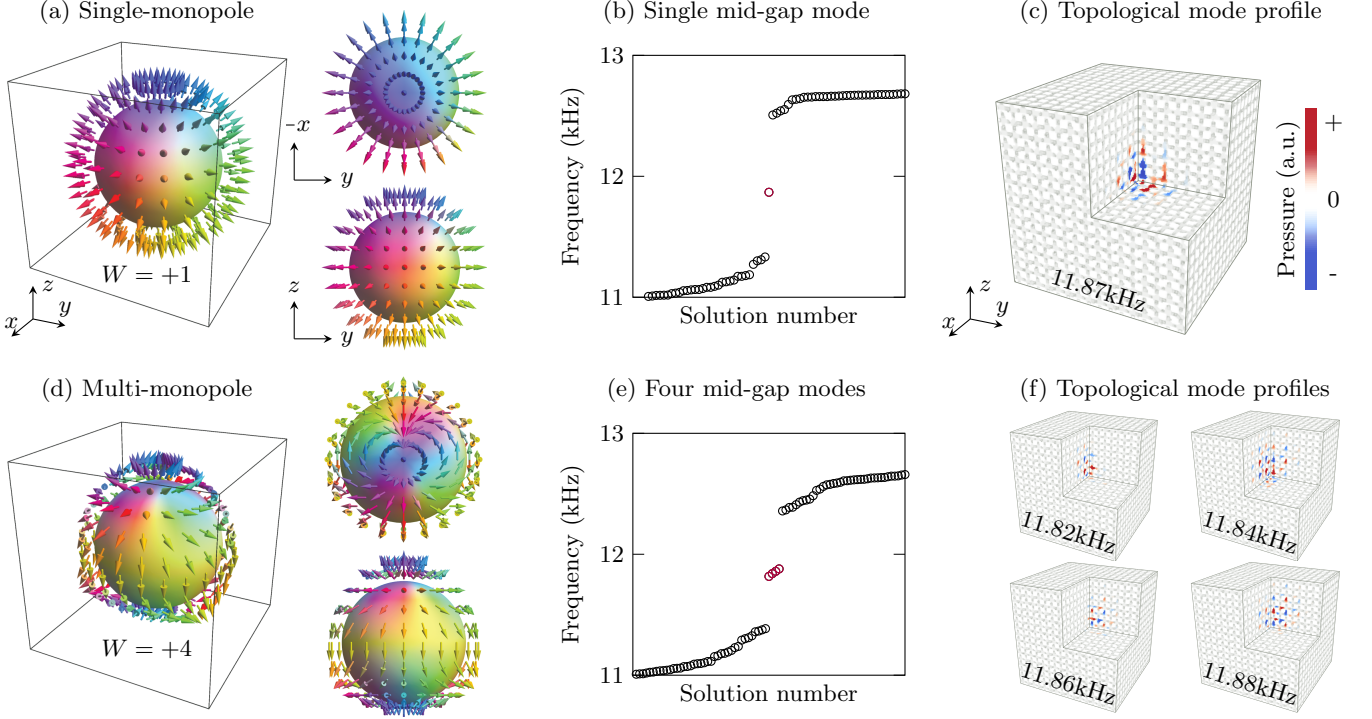 (a) Single-monopole
W = +1
z
y
x
-x
y
z
y
(b) Single mid-gap mode
Frequency (kHz)
13
12
11
Solution number
(c) Topological mode profile
11.87kHz
z
y
x
Pressure (a.u.)
+
0
-
(d) Multi-monopole
W = +4
(e) Four mid-gap modes
Frequency (kHz)
13
12
11
Solution number
(f) Topological mode profiles
11.82kHz
11.84kHz
11.86kHz
11.88kHz